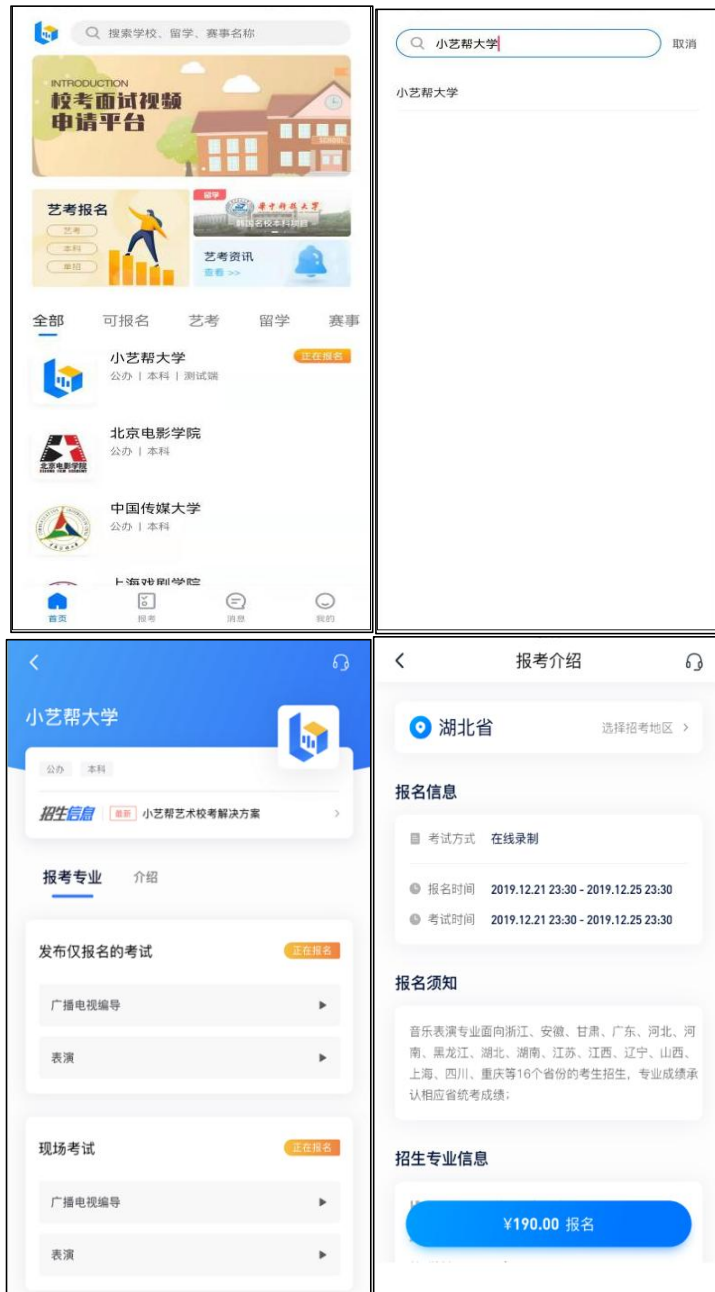 搜索学校、留学、赛事名称
INTRODUCTION
校考面试视频
申请平台
SCHOOL
艺考报名
艺考
本科
单招
留学
华中科技大学
韩国名校本科预班
艺考资讯
查看 >>
全部 可报名 艺考 留学 赛事
小艺帮大学 正在报名
公办 | 本科 | 测试端
北京电影学院
公办 | 本科
北京电影学院
中国传媒大学
公办 | 本科
上海戏剧学院
首页 报考 消息 我的
小艺帮大学 取消
小艺帮大学
小艺帮大学
公办 本科
招生信息 最新 小艺帮艺术校考解决方案
报考专业 介绍
发布仅报名的考试 正在报名
广播电视编导
表演
现场考试 正在报名
广播电视编导
表演
报考介绍
湖北省 选择招考地区
报名信息
考试方式 在线录制
报名时间 2019.12.21 23:30 - 2019.12.25 23:30
考试时间 2019.12.21 23:30 - 2019.12.25 23:30
报名须知
音乐表演专业面向浙江、安徽、甘肃、广东、河北、河
南、黑龙江、湖北、湖南、江苏、江西、辽宁、山西、
上海、四川、重庆等16个省份的考生招生，专业成绩承
认相应省统考成绩；
招生专业信息
¥190.00 报名